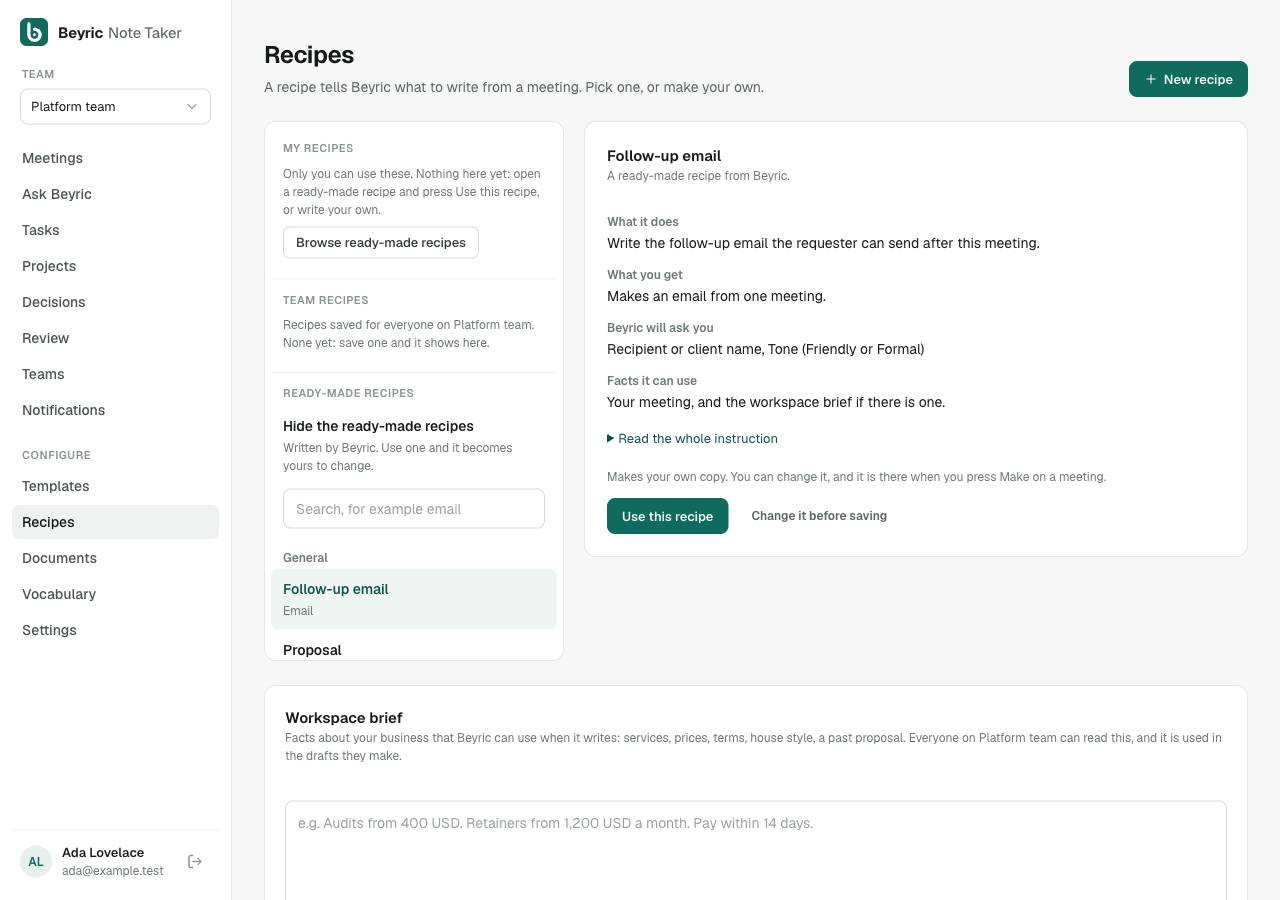 Beyric Note Taker
TEAM
Platform team
Meetings
Ask Beyric
Tasks
Projects
Decisions
Review
Teams
Notifications
CONFIGURE
Templates
Recipes
Documents
Vocabulary
Settings
AL
Ada Lovelace
ada@example.test
Recipes
A recipe tells Beyric what to write from a meeting. Pick one, or make your own.
+ New recipe
MY RECIPES
Only you can use these. Nothing here yet: open
a ready-made recipe and press Use this recipe,
or write your own.
Browse ready-made recipes
TEAM RECIPES
Recipes saved for everyone on Platform team.
None yet: save one and it shows here.
READY-MADE RECIPES
Hide the ready-made recipes
Written by Beyric. Use one and it becomes
yours to change.
Search, for example email
General
Follow-up email
Email
Proposal
Follow-up email
A ready-made recipe from Beyric.
What it does
Write the follow-up email the requester can send after this meeting.
What you get
Makes an email from one meeting.
Beyric will ask you
Recipient or client name, Tone (Friendly or Formal)
Facts it can use
Your meeting, and the workspace brief if there is one.
Read the whole instruction
Makes your own copy. You can change it, and it is there when you press Make on a meeting.
Use this recipe
Change it before saving
Workspace brief
Facts about your business that Beyric can use when it writes: services, prices, terms, house style, a past proposal. Everyone on Platform team can read this, and it is used in
the drafts they make.
e.g. Audits from 400 USD. Retainers from 1,200 USD a month. Pay within 14 days.